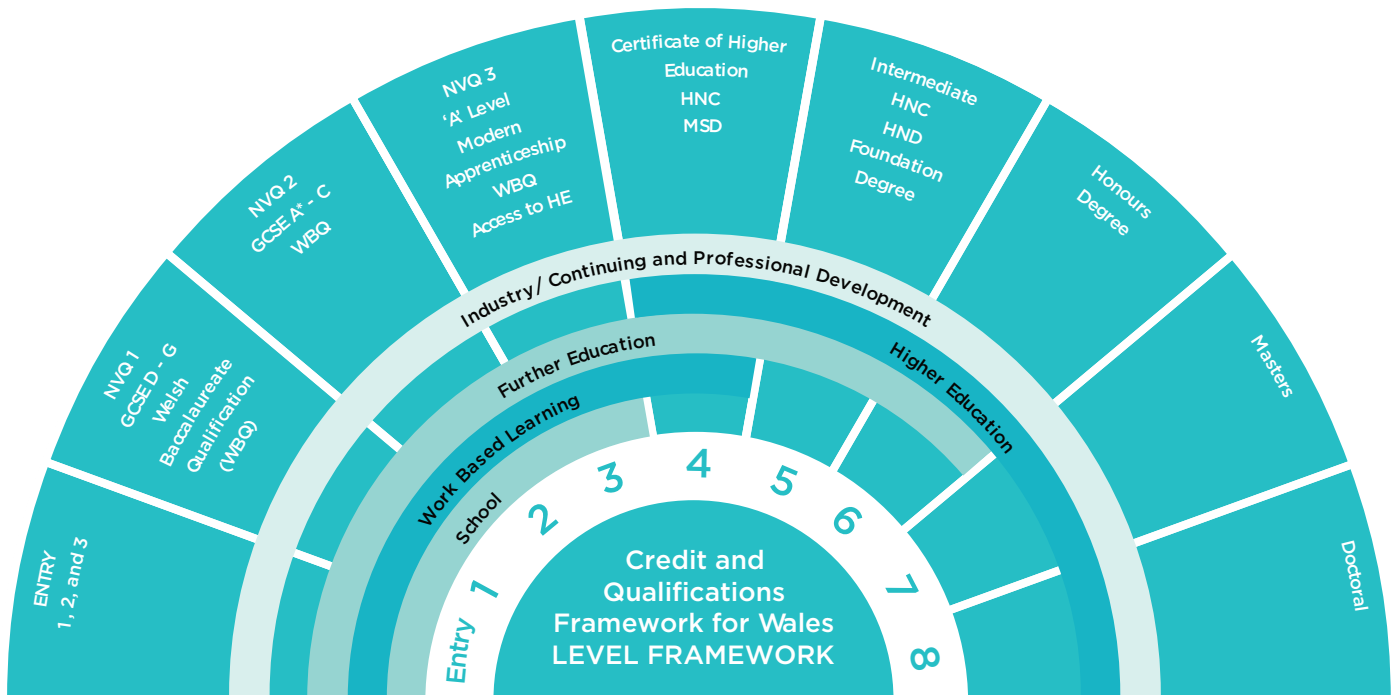 ENTRY
1, 2, and 3
NVQ 1
GCSE D - G
Welsh
Baccalaureate
Qualification
(WBQ)
NVQ 2
GCSE A* - C
WBQ
NVQ 3
‘A’ Level
Modern
Apprenticeship
WBQ
Access to HE
Certificate of Higher
Education
HNC
MSD
Intermediate
HNC
HND
Foundation
Degree
Honours
Degree
Masters
Doctoral
Industry/ Continuing and Professional Development
Higher Education
Further Education
Work Based Learning
School
Entry 1 2 3 4 5 6 7 8
Credit and
Qualifications
Framework for Wales
LEVEL FRAMEWORK